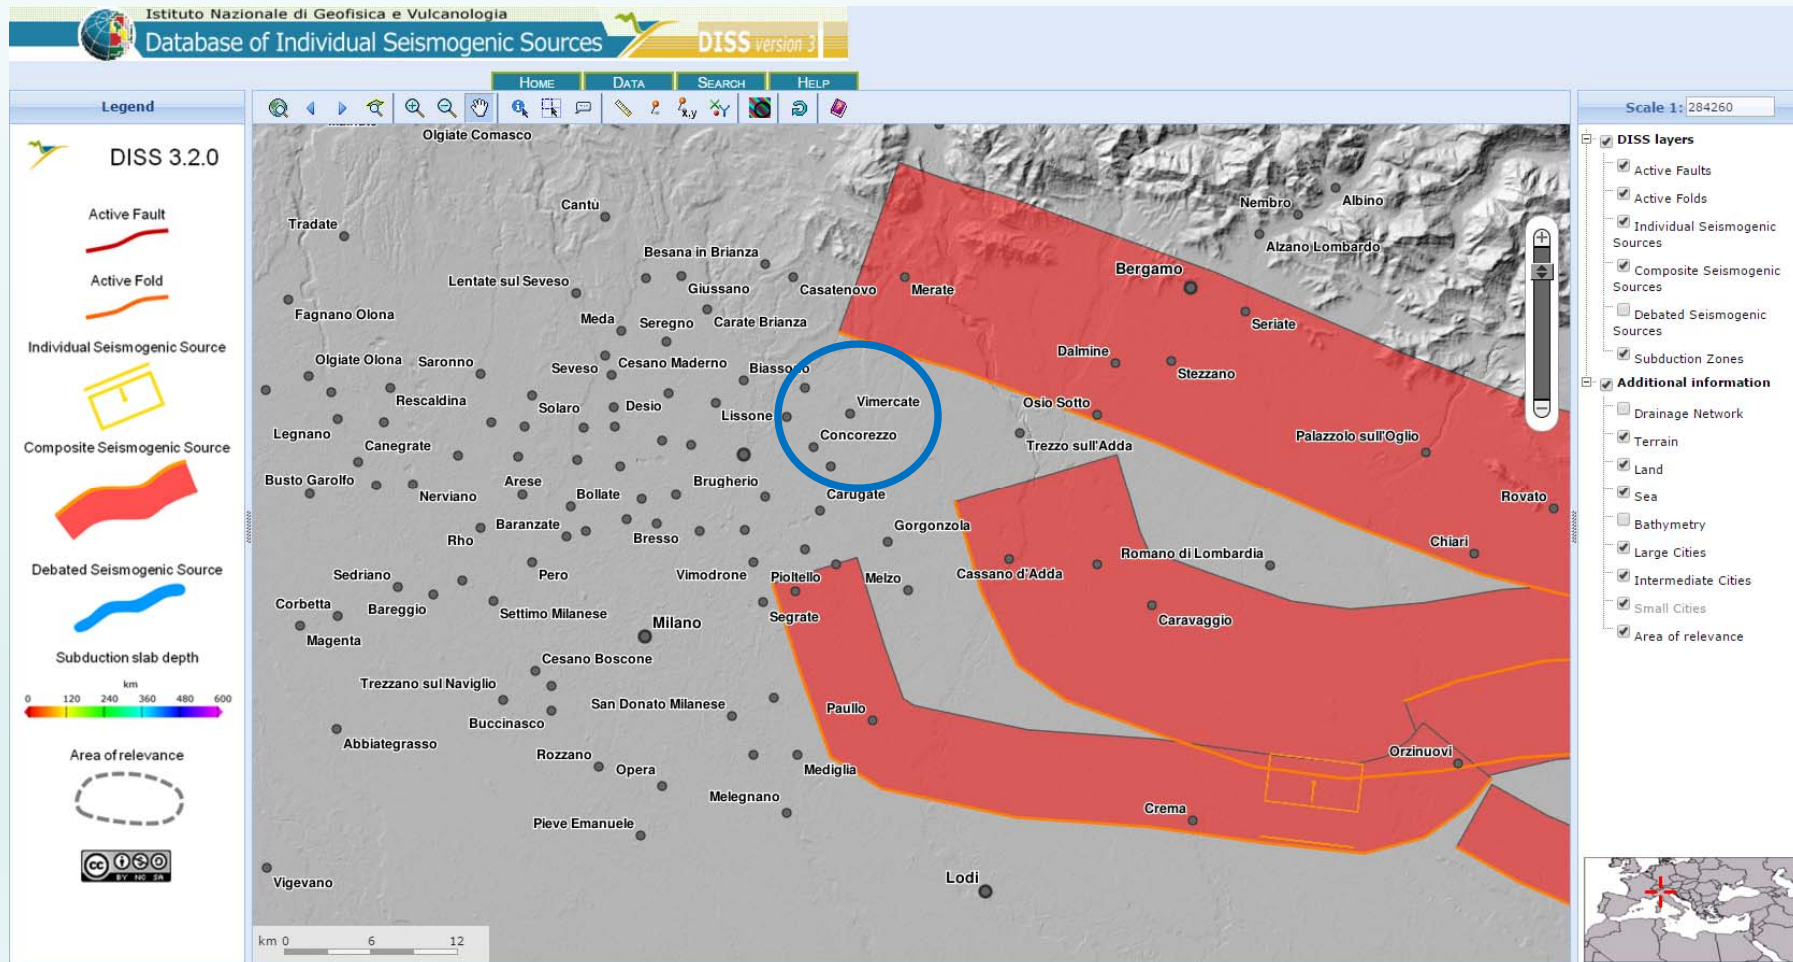 Istituto Nazionale di Geofisica e Vulcanologia
Database of Individual Seismogenic Sources
DISS version 3
HOME DATA SEARCH HELP
Legend
DISS 3.2.0
Active Fault
Active Fold
Individual Seismogenic Source
Composite Seismogenic Source
Debated Seismogenic Source
Subduction slab depth
km
0 120 240 360 480 600
Area of relevance
cc BY NC SA
x,y
Olgiate Comasco
Cantù
Tradate
Nembro
Albino
Alzano Lombardo
Besana in Brianza
Bergamo
Lentate sul Seveso
Giussano
Casatenovo
Merate
Fagnano Olona
Meda
Seregno
Carate Brianza
Seriate
Olgiate Olona
Saronno
Seveso
Cesano Maderno
Biassono
Dalmine
Stezzano
Rescaldina
Solaro
Desio
Lissone
Vimercate
Osio Sotto
Legnano
Canegrate
Concorezzo
Trezzo sull'Adda
Palazzolo sull'Oglio
Busto Garolfo
Nerviano
Arese
Bollate
Brugherio
Carugate
Rovato
Rho
Baranzate
Bresso
Gorgonzola
Chiari
Romano di Lombardia
Sedriano
Pero
Vimodrone
Pioltello
Melzo
Cassano d'Adda
Corbetta
Bareggio
Settimo Milanese
Segrate
Caravaggio
Magenta
Milano
Cesano Boscone
Trezzano sul Naviglio
San Donato Milanese
Paullo
Buccinasco
Abbiategrasso
Rozzano
Opera
Mediglia
Orzinuovi
Melegnano
Crema
Pieve Emanuele
Vigevano
Lodi
km 0 6 12
Scale 1: 284260
DISS layers
Active Faults
Active Folds
Individual Seismogenic
Sources
Composite Seismogenic
Sources
Debated Seismogenic
Sources
Subduction Zones
Additional information
Drainage Network
Terrain
Land
Sea
Bathymetry
Large Cities
Intermediate Cities
Small Cities
Area of relevance